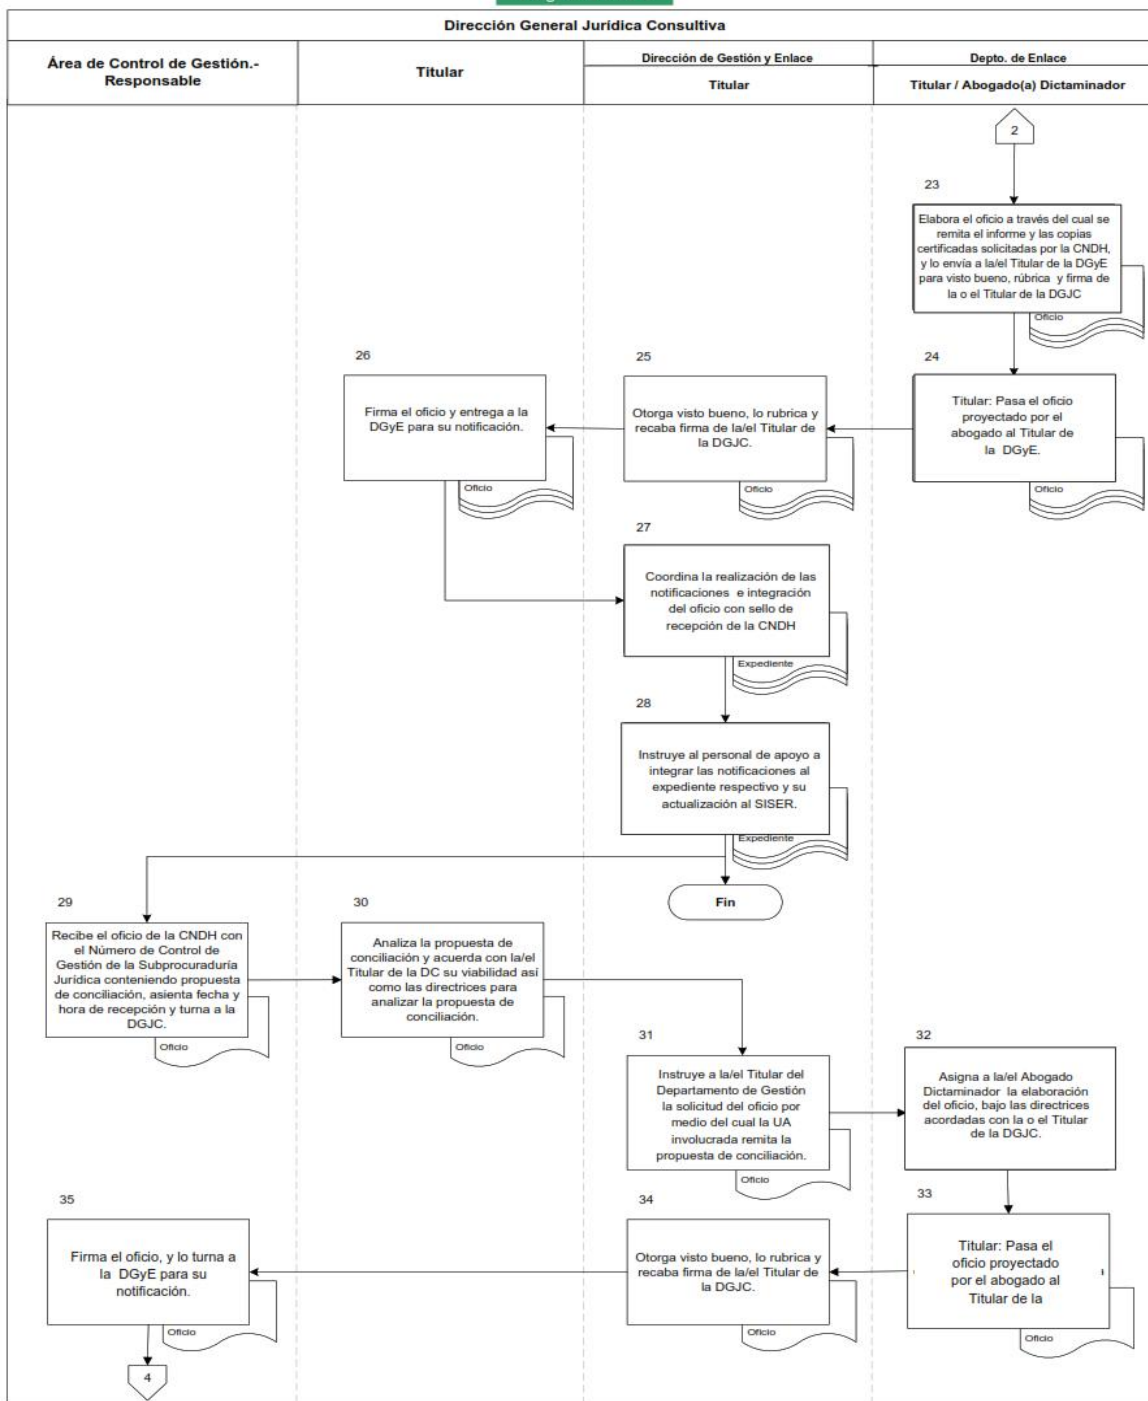 Dirección General Jurídica Consultiva
Área de Control de Gestión.-
Responsable
Titular
Dirección de Gestión y Enlace
Titular
Depto. de Enlace
Titular / Abogado(a) Dictaminador
2
23
Elabora el oficio a través del cual se
remita el informe y las copias
certificadas solicitadas por la CNDH,
y lo envía a la/el Titular de la DGyE
para visto bueno, rúbrica y firma de
la o el Titular de la DGJC
Oficio
24
Titular: Pasa el oficio
proyectado por el
abogado al Titular de
la DGyE.
Oficio
25
Otorga visto bueno, lo rubrica y
recaba firma de la/el Titular de
la DGJC.
Oficio
26
Firma el oficio y entrega a la
DGyE para su notificación.
Oficio
27
Coordina la realización de las
notificaciones e integración
del oficio con sello de
recepción de la CNDH
Expediente
28
Instruye al personal de apoyo a
integrar las notificaciones al
expediente respectivo y su
actualización al SISER.
Expediente
Fin
29
Recibe el oficio de la CNDH con
el Número de Control de
Gestión de la Subprocuraduría
Jurídica conteniendo propuesta
de conciliación, asienta fecha y
hora de recepción y turna a la
DGJC.
Oficio
30
Analiza la propuesta de
conciliación y acuerda con la/el
Titular de la DC su viabilidad así
como las directrices para
analizar la propuesta de
conciliación.
Oficio
31
Instruye a la/el Titular del
Departamento de Gestión
la solicitud del oficio por
medio del cual la UA
involucrada remita la
propuesta de conciliación.
Oficio
32
Asigna a la/el Abogado
Dictaminador la elaboración
del oficio, bajo las directrices
acordadas con la o el Titular
de la DGJC.
33
Titular: Pasa el
oficio proyectado
por el abogado al
Titular de la
Oficio
34
Otorga visto bueno, lo rubrica y
recaba firma de la/el Titular de
la DGJC.
Oficio
35
Firma el oficio, y lo turna a
la DGyE para su
notificación.
Oficio
4